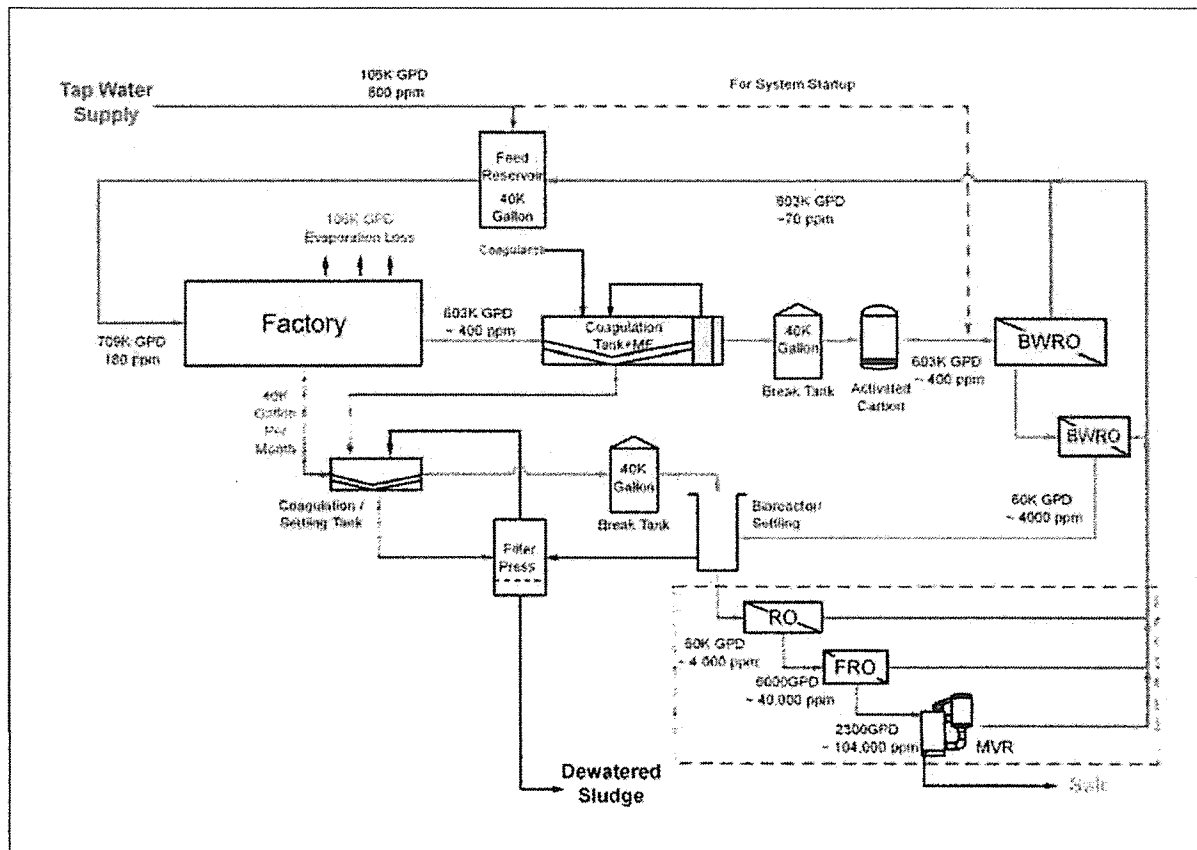 Tap Water
Supply
106K GPD
600 ppm
For System Startup
Feed
Reservoir
40K
Gallon
603K GPD
~70 ppm
106K GPD
Evaporation Loss
Coagulant
Factory
709K GPD
180 ppm
603K GPD
~ 400 ppm
Coagulation
Tank+MF
40K
Gallon
Break Tank
Activated
Carbon
603K GPD
~ 400 ppm
BWRO
BWRO
40K
Gallon
Per
Month
Coagulation /
Settling Tank
40K
Gallon
Break Tank
Bioreactor/
Settling
60K GPD
~ 4000 ppm
Filter
Press
RO
60K GPD
~ 4.000 ppm
FRO
6000GPD
~ 40.000 ppm
2300GPD
~ 104.000 ppm
MVR
Dewatered
Sludge
Salt